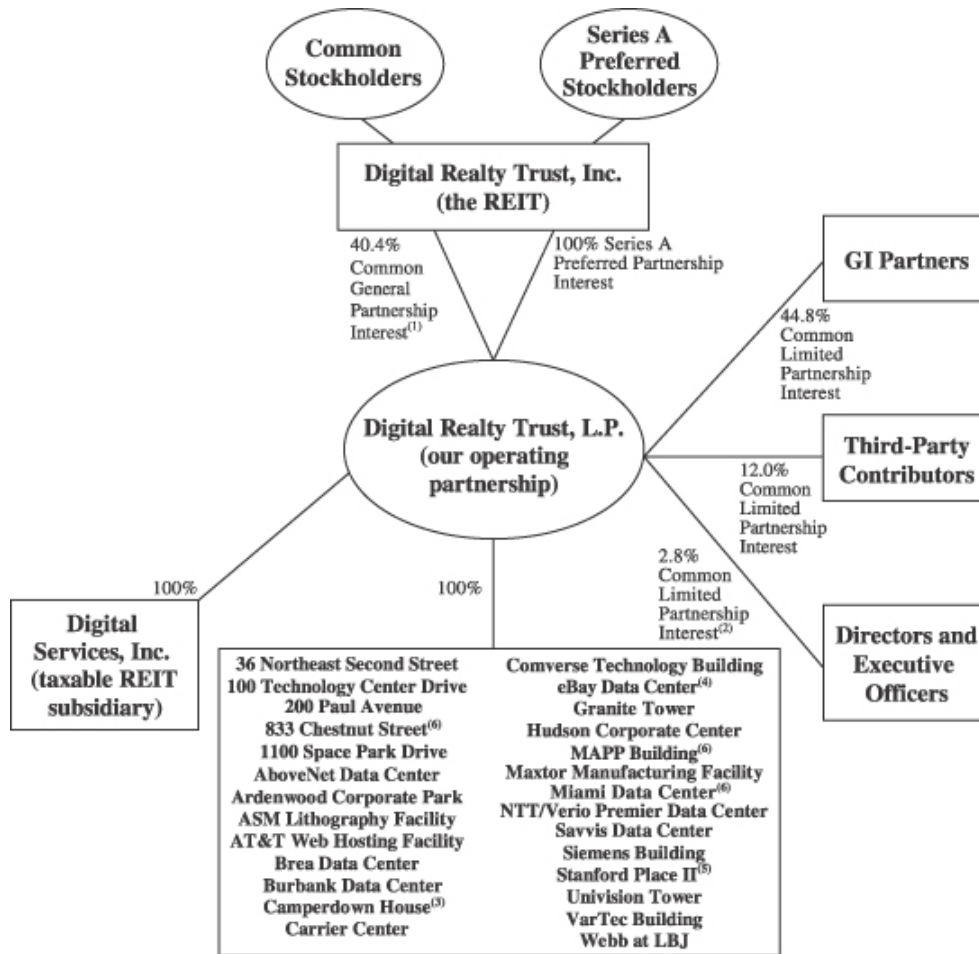 Common
Stockholders
Series A
Preferred
Stockholders
Digital Realty Trust, Inc.
(the REIT)
40.4%
Common
General
Partnership
Interest(1)
100% Series A
Preferred Partnership
Interest
GI Partners
44.8%
Common
Limited
Partnership
Interest
Digital Realty Trust, L.P.
(our operating
partnership)
Third-Party
Contributors
12.0%
Common
Limited
Partnership
Interest
2.8%
Common
Limited
Partnership
Interest(2)
Directors and
Executive
Officers
100%
100%
Digital
Services, Inc.
(taxable REIT
subsidiary)
36 Northeast Second Street
100 Technology Center Drive
200 Paul Avenue
833 Chestnut Street(6)
1100 Space Park Drive
AboveNet Data Center
Ardenwood Corporate Park
ASM Lithography Facility
AT&T Web Hosting Facility
Brea Data Center
Burbank Data Center
Camperdown House(3)
Carrier Center
Comverse Technology Building
eBay Data Center(4)
Granite Tower
Hudson Corporate Center
MAPP Building(6)
Maxtor Manufacturing Facility
Miami Data Center(6)
NTT/Verio Premier Data Center
Savvis Data Center
Siemens Building
Stanford Place II(5)
Univision Tower
VarTec Building
Webb at LBJ